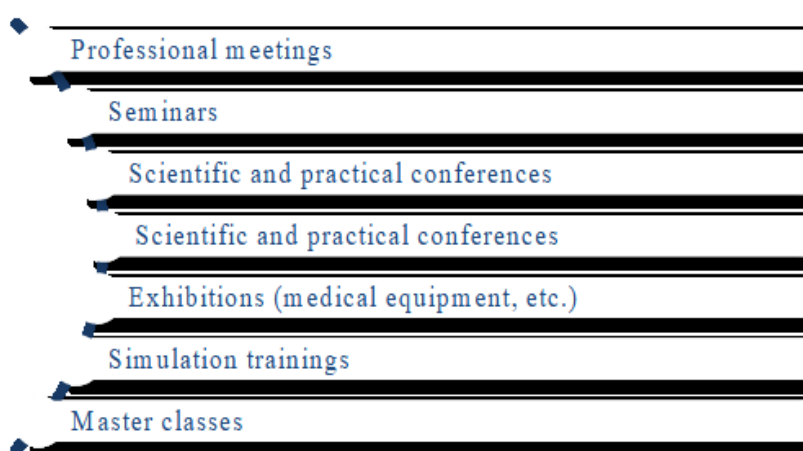 Professional meetings
Seminars
Scientific and practical conferences
Scientific and practical conferences
Exhibitions (medical equipment, etc.)
Simulation trainings
Master classes